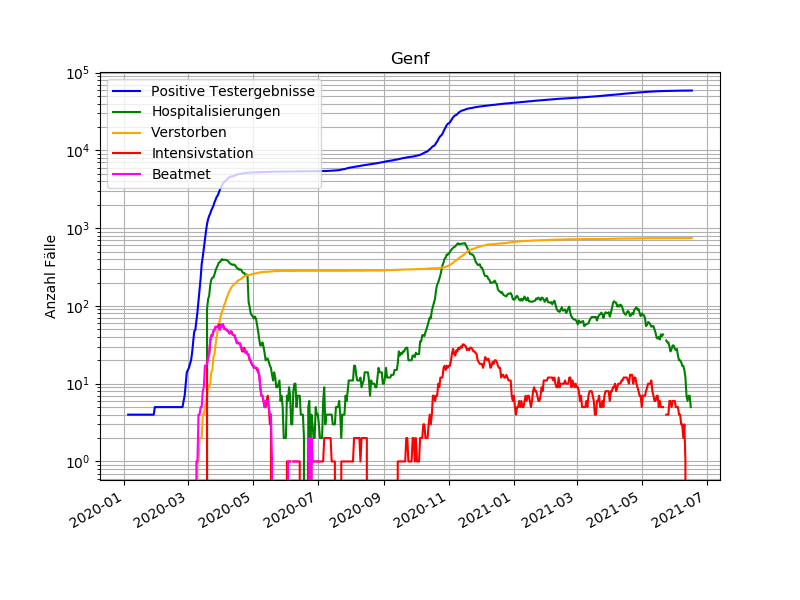 Genf
Anzahl Fälle
10^5
10^4
10^3
10^2
10^1
10^0
Positive Testergebnisse
Hospitalisierungen
Verstorben
Intensivstation
Beatmet
2020-01
2020-03
2020-05
2020-07
2020-09
2020-11
2021-01
2021-03
2021-05
2021-07